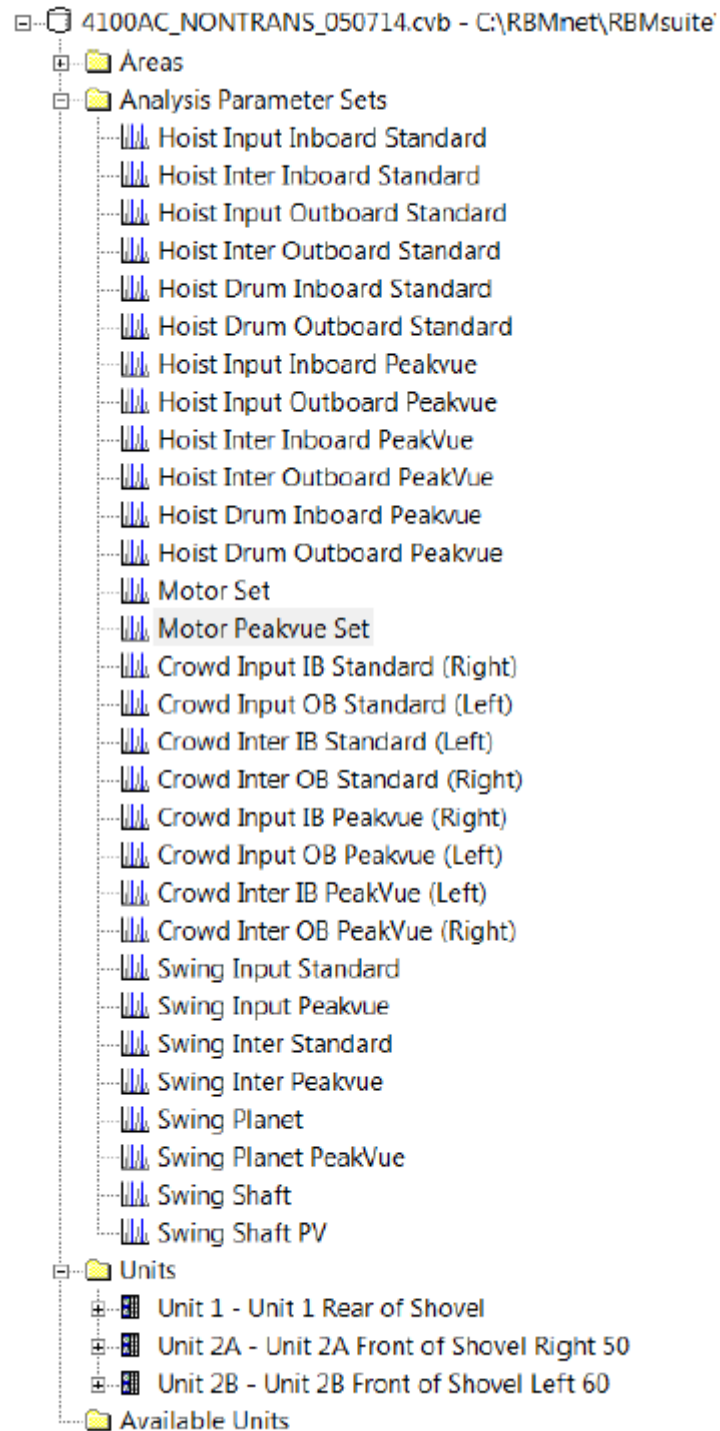 4100AC_NONTRANS_050714.cvb - C:\RBMnet\RBMsuite
Areas
Analysis Parameter Sets
Hoist Input Inboard Standard
Hoist Inter Inboard Standard
Hoist Input Outboard Standard
Hoist Inter Outboard Standard
Hoist Drum Inboard Standard
Hoist Drum Outboard Standard
Hoist Input Inboard Peakvue
Hoist Input Outboard Peakvue
Hoist Inter Inboard PeakVue
Hoist Inter Outboard PeakVue
Hoist Drum Inboard Peakvue
Hoist Drum Outboard Peakvue
Motor Set
Motor Peakvue Set
Crowd Input IB Standard (Right)
Crowd Input OB Standard (Left)
Crowd Inter IB Standard (Left)
Crowd Inter OB Standard (Right)
Crowd Input IB Peakvue (Right)
Crowd Input OB Peakvue (Left)
Crowd Inter IB PeakVue (Left)
Crowd Inter OB PeakVue (Right)
Swing Input Standard
Swing Input Peakvue
Swing Inter Standard
Swing Inter Peakvue
Swing Planet
Swing Planet PeakVue
Swing Shaft
Swing Shaft PV
Units
Unit 1 - Unit 1 Rear of Shovel
Unit 2A - Unit 2A Front of Shovel Right 50
Unit 2B - Unit 2B Front of Shovel Left 60
Available Units